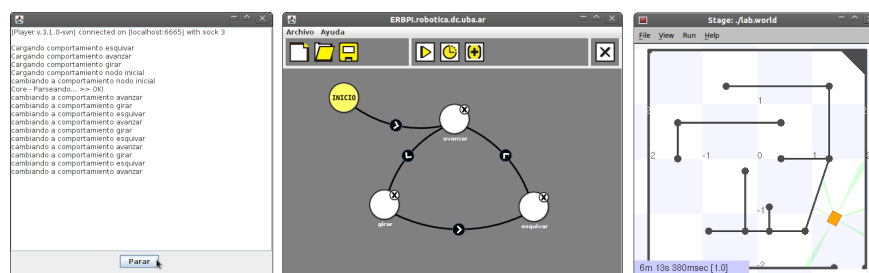 [Player v.3.1.0-svn] connected on [localhost:6665] with sock 3
Cargando comportamiento esquivar
Cargando comportamiento avanzar
Cargando comportamiento girar
Cargando comportamiento nodo inicial
cambiando a comportamiento nodo inicial
Core - Parseando... >> OK!
cambiando a comportamiento avanzar
cambiando a comportamiento girar
cambiando a comportamiento esquivar
cambiando a comportamiento avanzar
cambiando a comportamiento girar
cambiando a comportamiento esquivar
cambiando a comportamiento avanzar
cambiando a comportamiento girar
cambiando a comportamiento esquivar
cambiando a comportamiento avanzar
Parar
ERBPI.robotica.dc.uba.ar
Archivo Ayuda
INICIO
avanzar
girar
esquivar
Stage: ./lab.world
File View Run Help
1
2 -1 0 1 2
-1
-2
6m 13s 380msec [1.0]